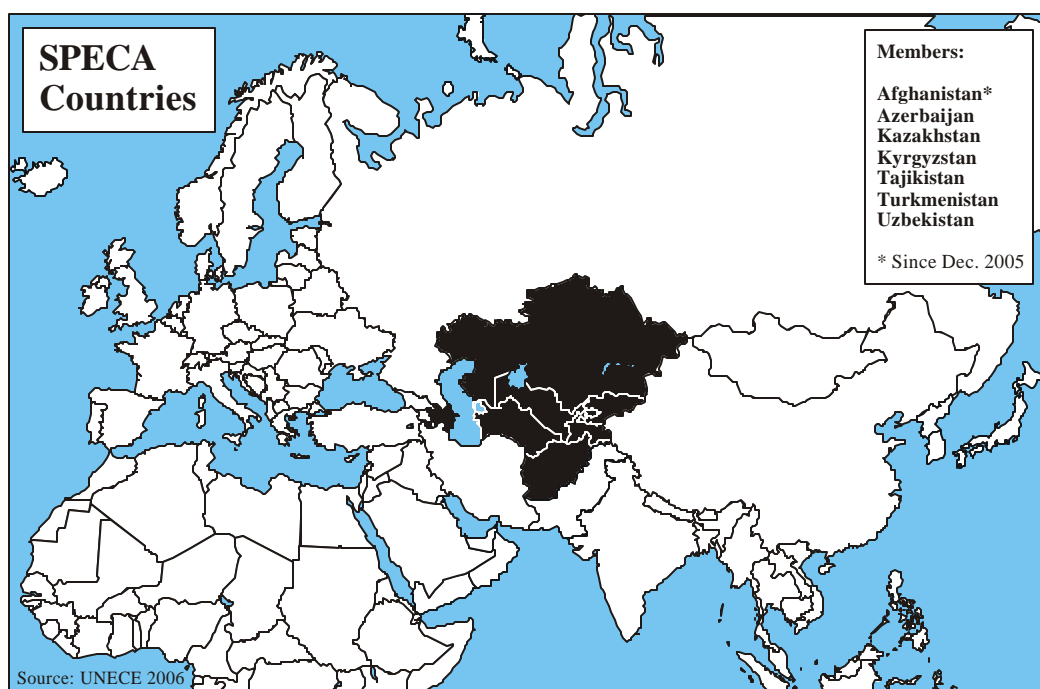 SPECA
Countries
Members:
Afghanistan*
Azerbaijan
Kazakhstan
Kyrgyzstan
Tajikistan
Turkmenistan
Uzbekistan
* Since Dec. 2005
Source: UNECE 2006